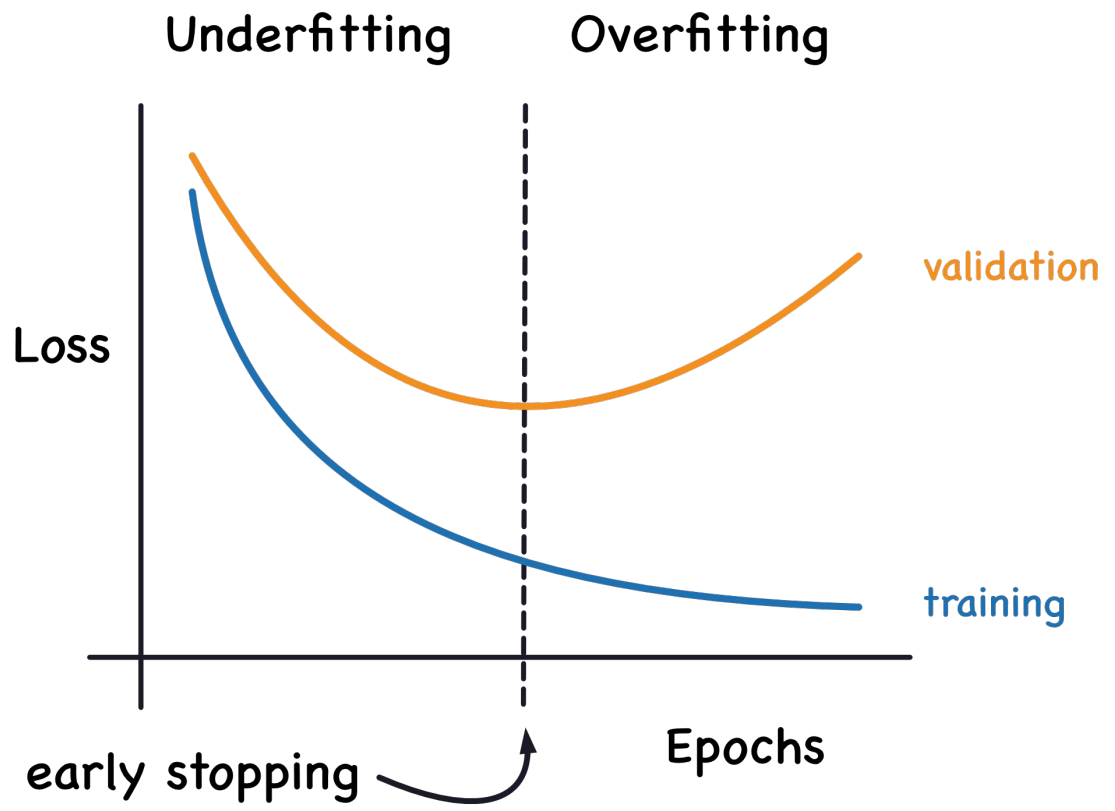 Underfitting
Overfitting
validation
Loss
training
Epochs
early stopping